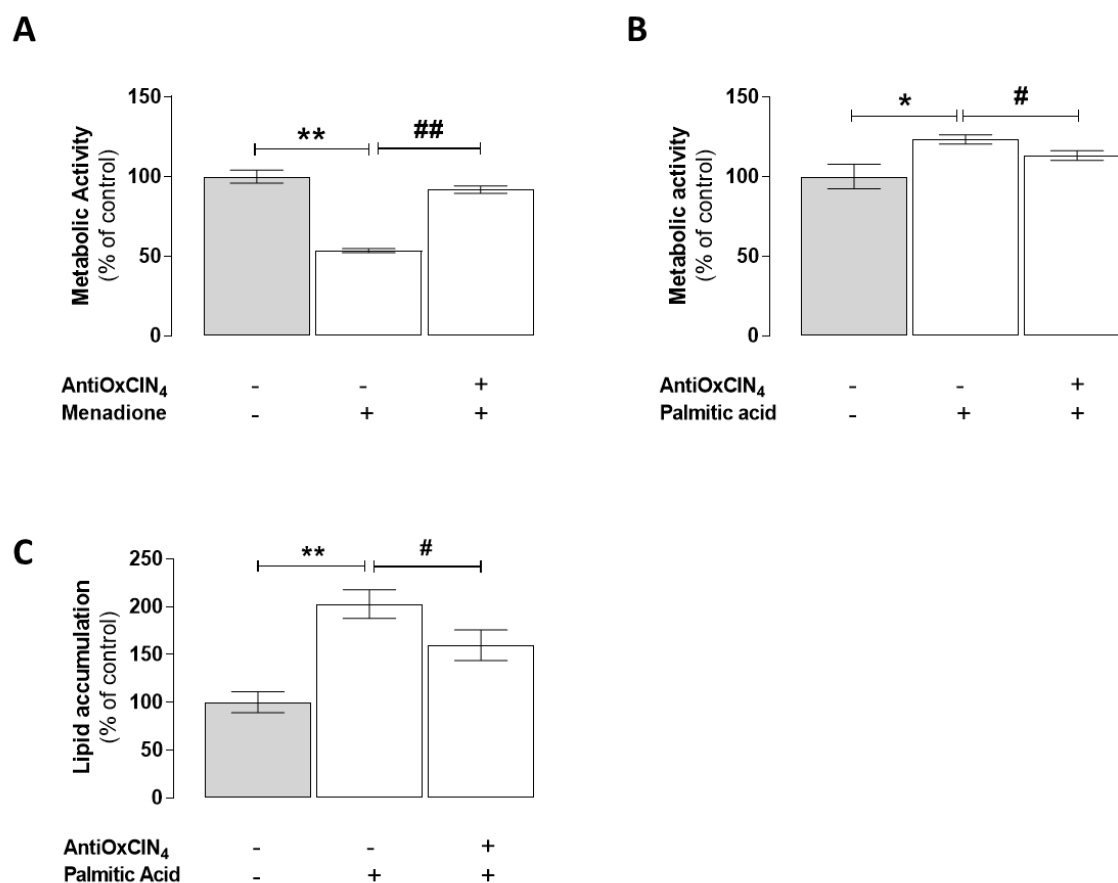 A
Metabolic Activity
(% of control)
150
100
50
0
**
##
AntiOxCIN₄ - - +
Menadione - + +
B
Metabolic activity
(% of control)
150
100
50
0
*
#
AntiOxCIN₄ - - +
Palmitic acid - + +
C
Lipid accumulation
(% of control)
250
200
150
100
50
0
**
#
AntiOxCIN₄ - - +
Palmitic Acid - + +